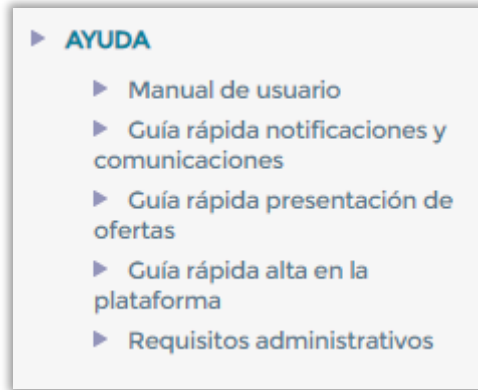 AYUDA
Manual de usuario
Guía rápida notificaciones y
comunicaciones
Guía rápida presentación de
ofertas
Guía rápida alta en la
plataforma
Requisitos administrativos